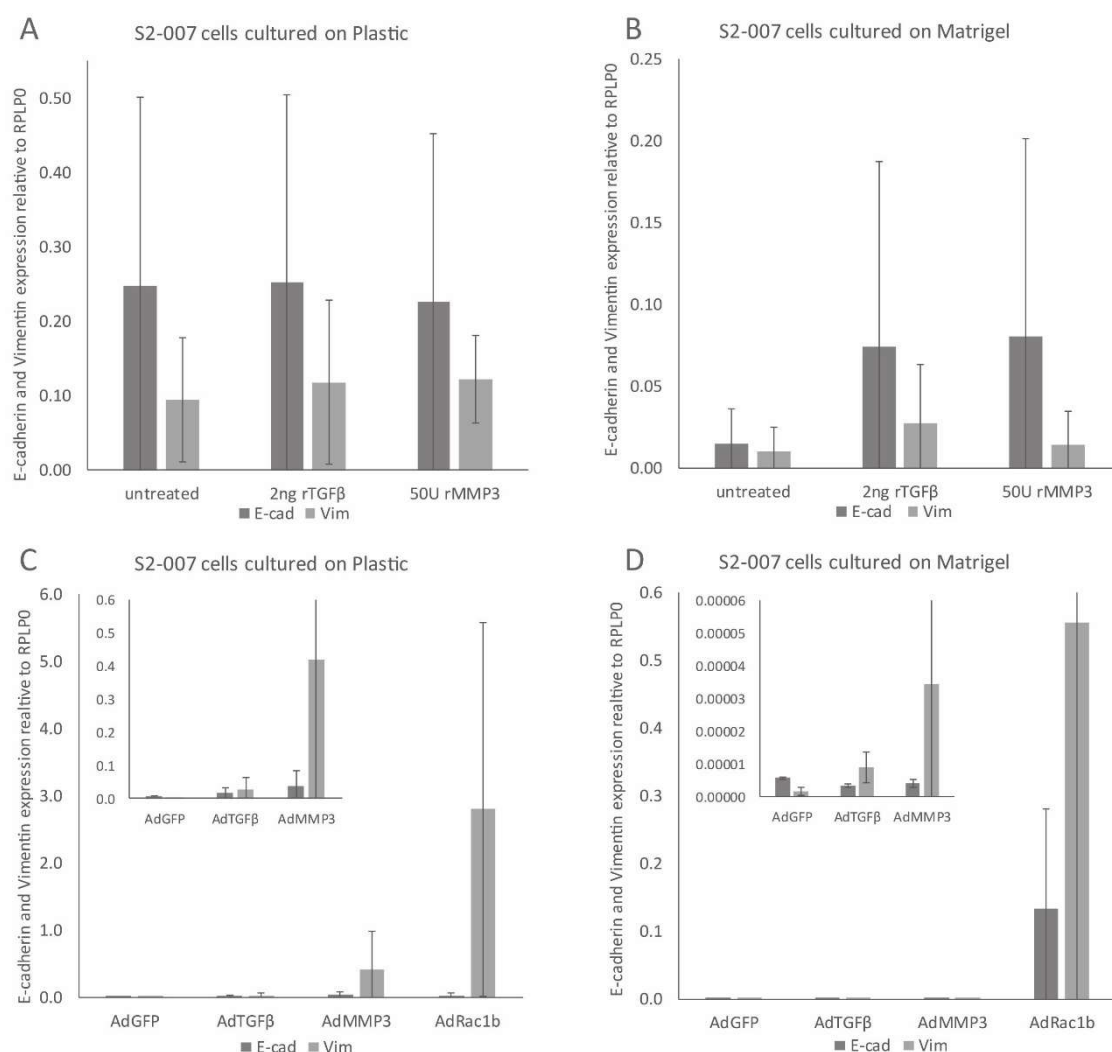 A
S2-007 cells cultured on Plastic
E-cadherin and Vimentin expression relative to RPLP0
0.50
0.40
0.30
0.20
0.10
0.00
untreated
2ng rTGFβ
50U rMMP3
E-cad
Vim
B
S2-007 cells cultured on Matrigel
E-cadherin and Vimentin expression relative to RPLP0
0.25
0.20
0.15
0.10
0.05
0.00
untreated
2ng rTGFβ
50U rMMP3
E-cad
Vim
C
S2-007 cells cultured on Plastic
E-cadherin and Vimentin expression realtive to RPLP0
6.0
5.0
4.0
3.0
2.0
1.0
0.0
0.6
0.5
0.4
0.3
0.2
0.1
0.0
AdGFP
AdTGFβ
AdMMP3
AdGFP
AdTGFβ
AdMMP3
AdRac1b
E-cad
Vim
D
S2-007 cells cultured on Matrigel
E-cadherin and Vimentin expression realtive to RPLP0
0.6
0.5
0.4
0.3
0.2
0.1
0.0
0.00006
0.00005
0.00004
0.00003
0.00002
0.00001
0.00000
AdGFP
AdTGFβ
AdMMP3
AdGFP
AdTGFβ
AdMMP3
AdRac1b
E-cad
Vim